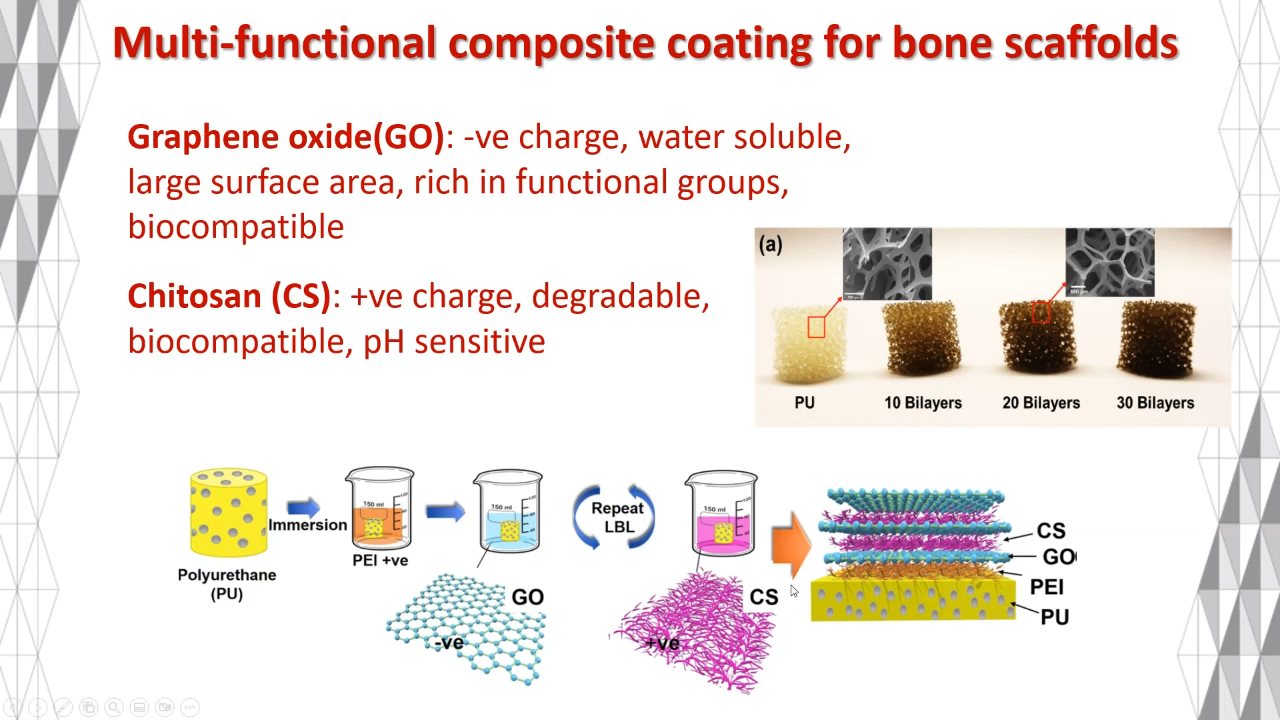 Multi-functional composite coating for bone scaffolds
Graphene oxide(GO): -ve charge, water soluble,
large surface area, rich in functional groups,
biocompatible
Chitosan (CS): +ve charge, degradable,
biocompatible, pH sensitive
(a)
PU
10 Bilayers
20 Bilayers
30 Bilayers
Polyurethane
(PU)
Immersion
150 ml
PEI +ve
150 ml
GO
-ve
Repeat
LBL
150 ml
CS
+ve
CS
GO
PEI
PU